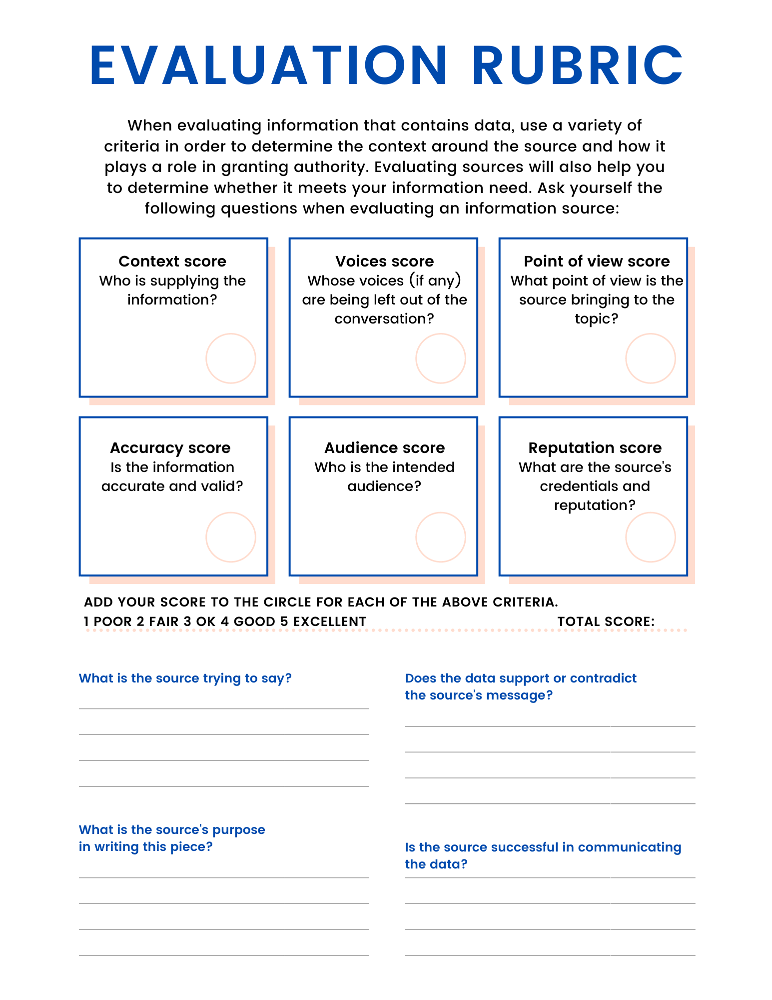 EVALUATION RUBRIC
When evaluating information that contains data, use a variety of
criteria in order to determine the context around the source and how it
plays a role in granting authority. Evaluating sources will also help you
to determine whether it meets your information need. Ask yourself the
following questions when evaluating an information source:
Context score
Who is supplying the
information?
Voices score
Whose voices (if any)
are being left out of the
conversation?
Point of view score
What point of view is the
source bringing to the
topic?
Accuracy score
Is the information
accurate and valid?
Audience score
Who is the intended
audience?
Reputation score
What are the source's
credentials and
reputation?
ADD YOUR SCORE TO THE CIRCLE FOR EACH OF THE ABOVE CRITERIA.
1 POOR 2 FAIR 3 OK 4 GOOD 5 EXCELLENT
TOTAL SCORE:
What is the source trying to say?
Does the data support or contradict
the source's message?
What is the source's purpose
in writing this piece?
Is the source successful in communicating
the data?